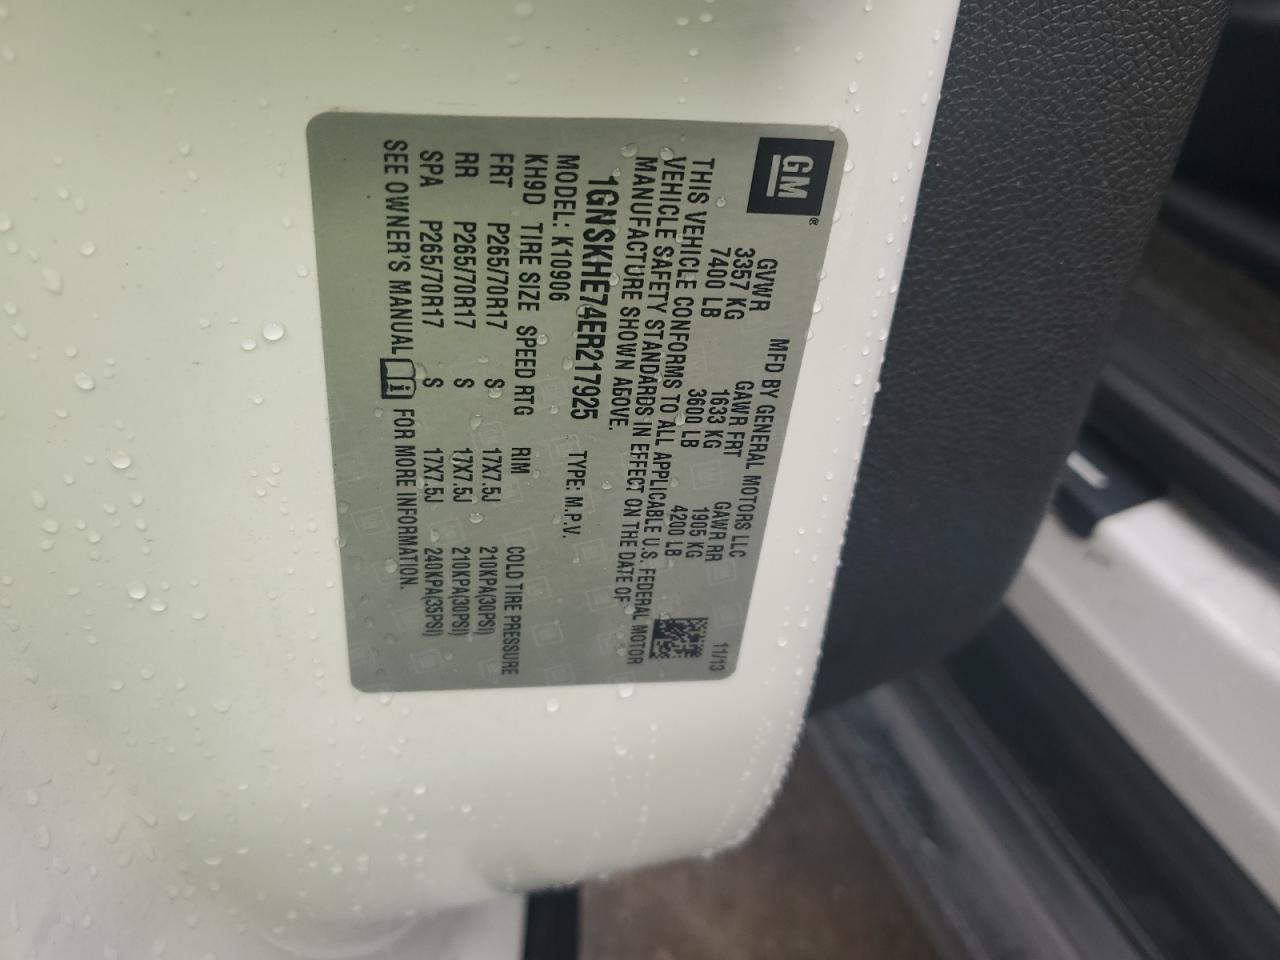 GM®
MFD BY GENERAL MOTORS LLC 11/13
GVWR GAWR FRT GAWR RR
3357 KG 1633 KG 1905 KG
7400 LB 3600 LB 4200 LB
THIS VEHICLE CONFORMS TO ALL APPLICABLE U.S. FEDERAL MOTOR
VEHICLE SAFETY STANDARDS IN EFFECT ON THE DATE OF
MANUFACTURE SHOWN ABOVE.
1GNSKHE74ER217925 TYPE: M.P.V.
MODEL: K10906
KH9D TIRE SIZE SPEED RTG RIM COLD TIRE PRESSURE
FRT P265/70R17 S 17X7.5J 210KPA(30PSI)
RR P265/70R17 S 17X7.5J 210KPA(30PSI)
SPA P265/70R17 S 17X7.5J 240KPA(35PSI)
SEE OWNER'S MANUAL i FOR MORE INFORMATION.